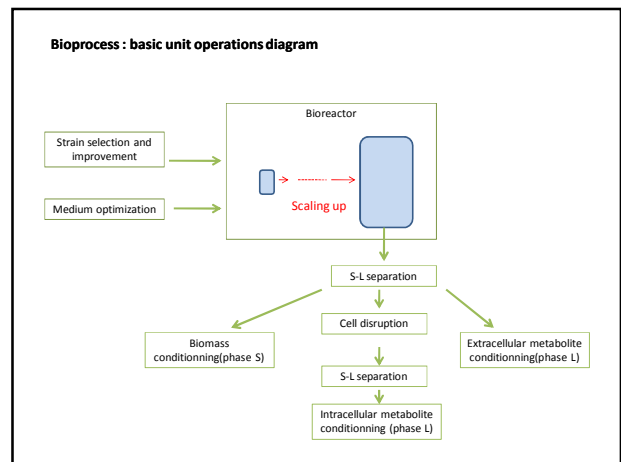 Bioprocess : basic unit operations diagram
Bioreactor
Strain selection and
improvement
Medium optimization
Scaling up
S-L separation
Cell disruption
Biomass
conditionning(phase S)
Extracellular metabolite
conditionning(phase L)
S-L separation
Intracellular metabolite
conditionning (phase L)